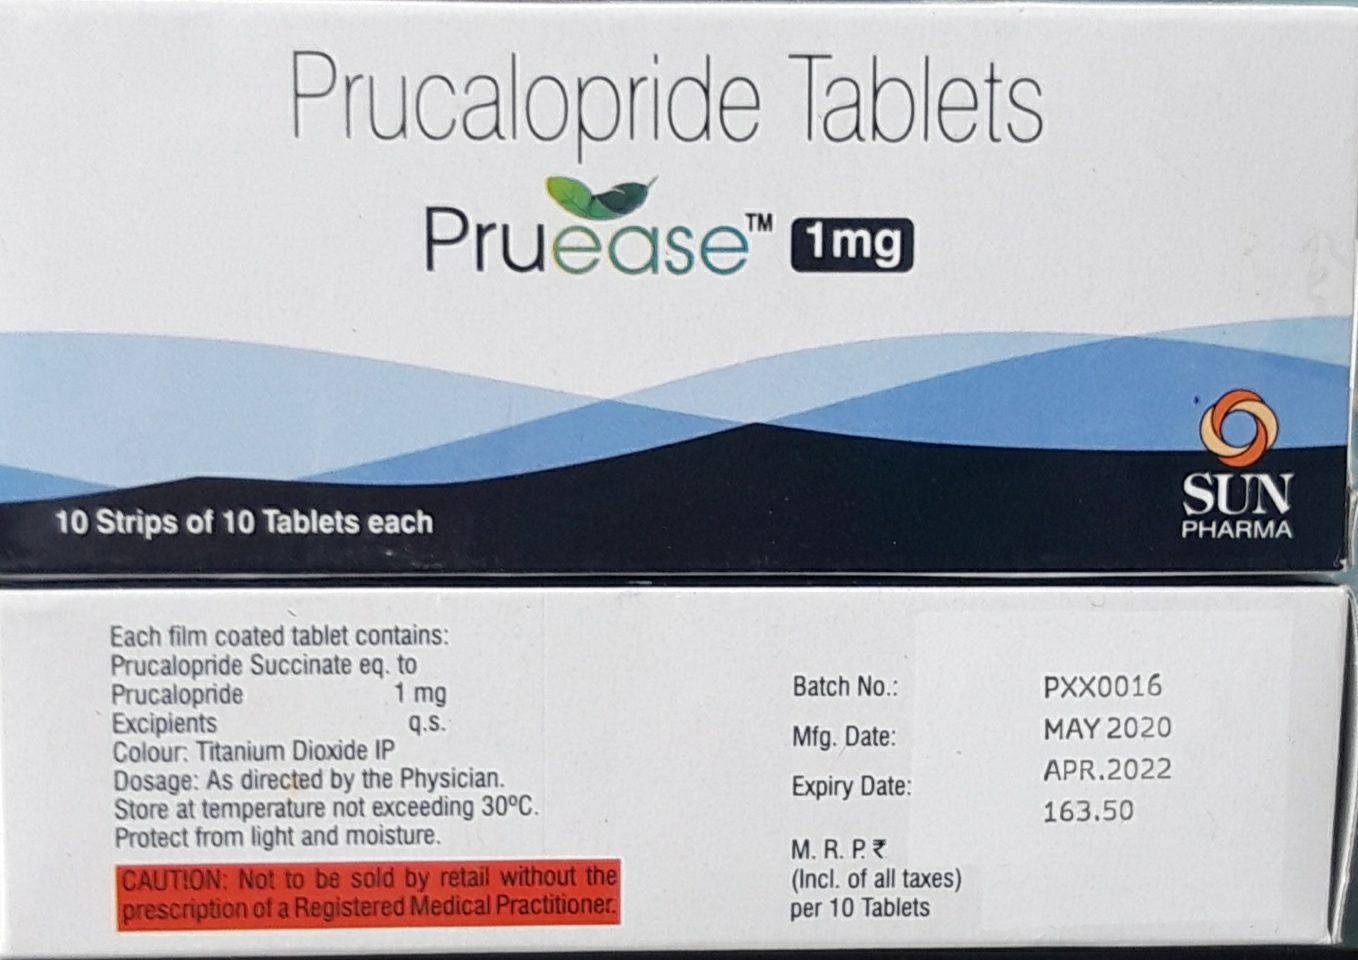 Prucalopride Tablets
Pruease™ 1mg
10 Strips of 10 Tablets each
SUN
PHARMA
Each film coated tablet contains:
Prucalopride Succinate eq. to
Prucalopride 1 mg
Excipients q.s.
Colour: Titanium Dioxide IP
Dosage: As directed by the Physician.
Store at temperature not exceeding 30ºC.
Protect from light and moisture.
CAUTION: Not to be sold by retail without the
prescription of a Registered Medical Practitioner.
Batch No.: PXX0016
Mfg. Date: MAY 2020
Expiry Date: APR.2022
163.50
M. R. P. ₹
(Incl. of all taxes)
per 10 Tablets